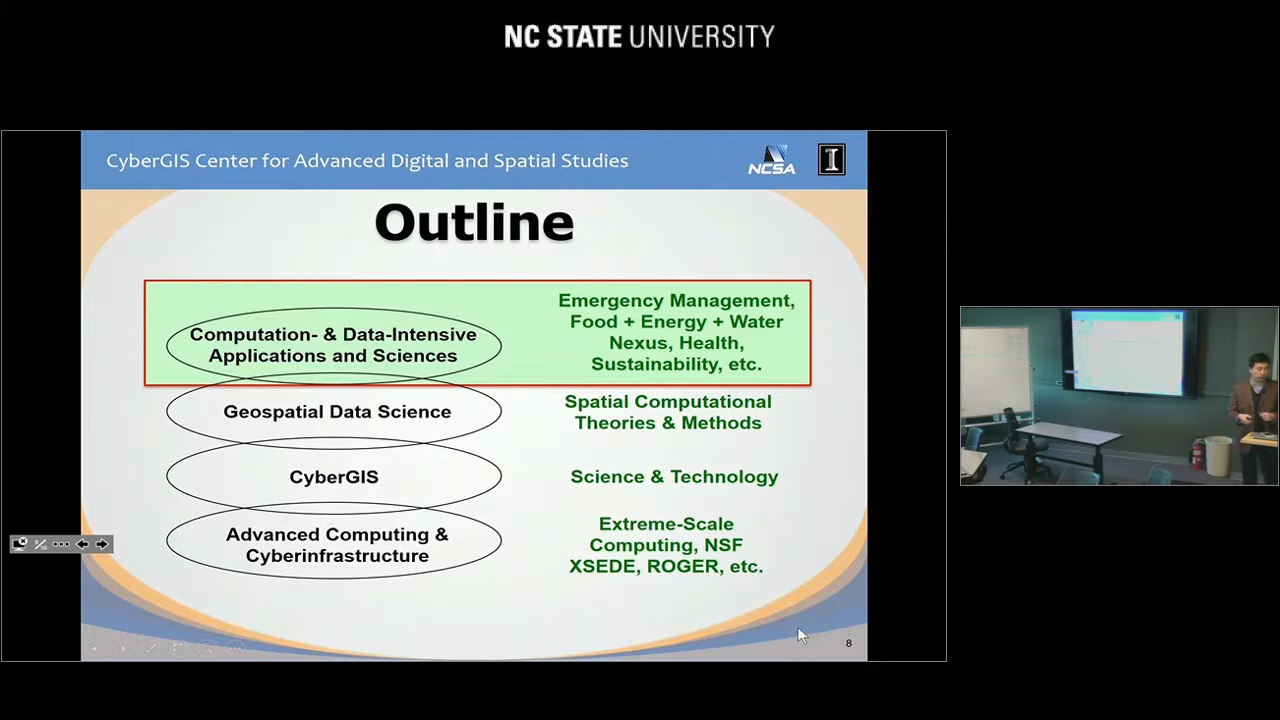 NC STATE UNIVERSITY
CyberGIS Center for Advanced Digital and Spatial Studies
NCSA
I
Outline
Computation- & Data-Intensive
Applications and Sciences
Emergency Management,
Food + Energy + Water
Nexus, Health,
Sustainability, etc.
Geospatial Data Science
Spatial Computational
Theories & Methods
CyberGIS
Science & Technology
Advanced Computing &
Cyberinfrastructure
Extreme-Scale
Computing, NSF
XSEDE, ROGER, etc.
8